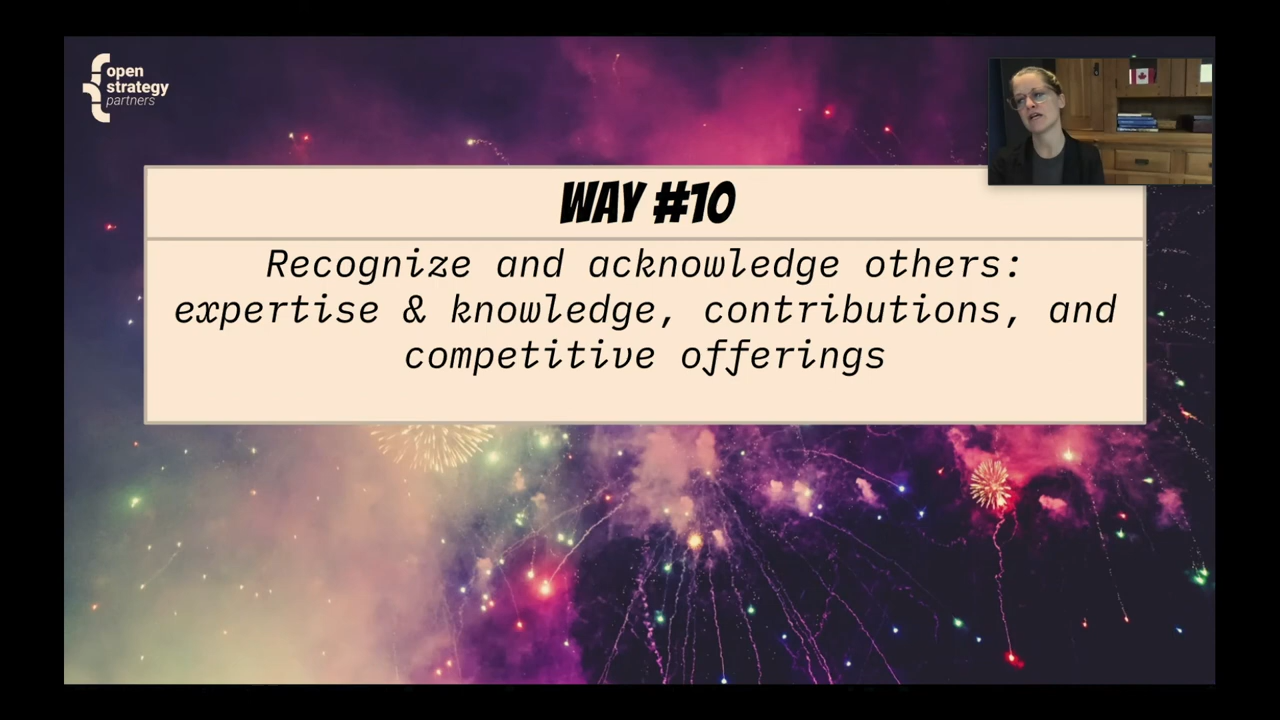 open
strategy
partners
WAY #10
Recognize and acknowledge others:
expertise & knowledge, contributions, and
competitive offerings